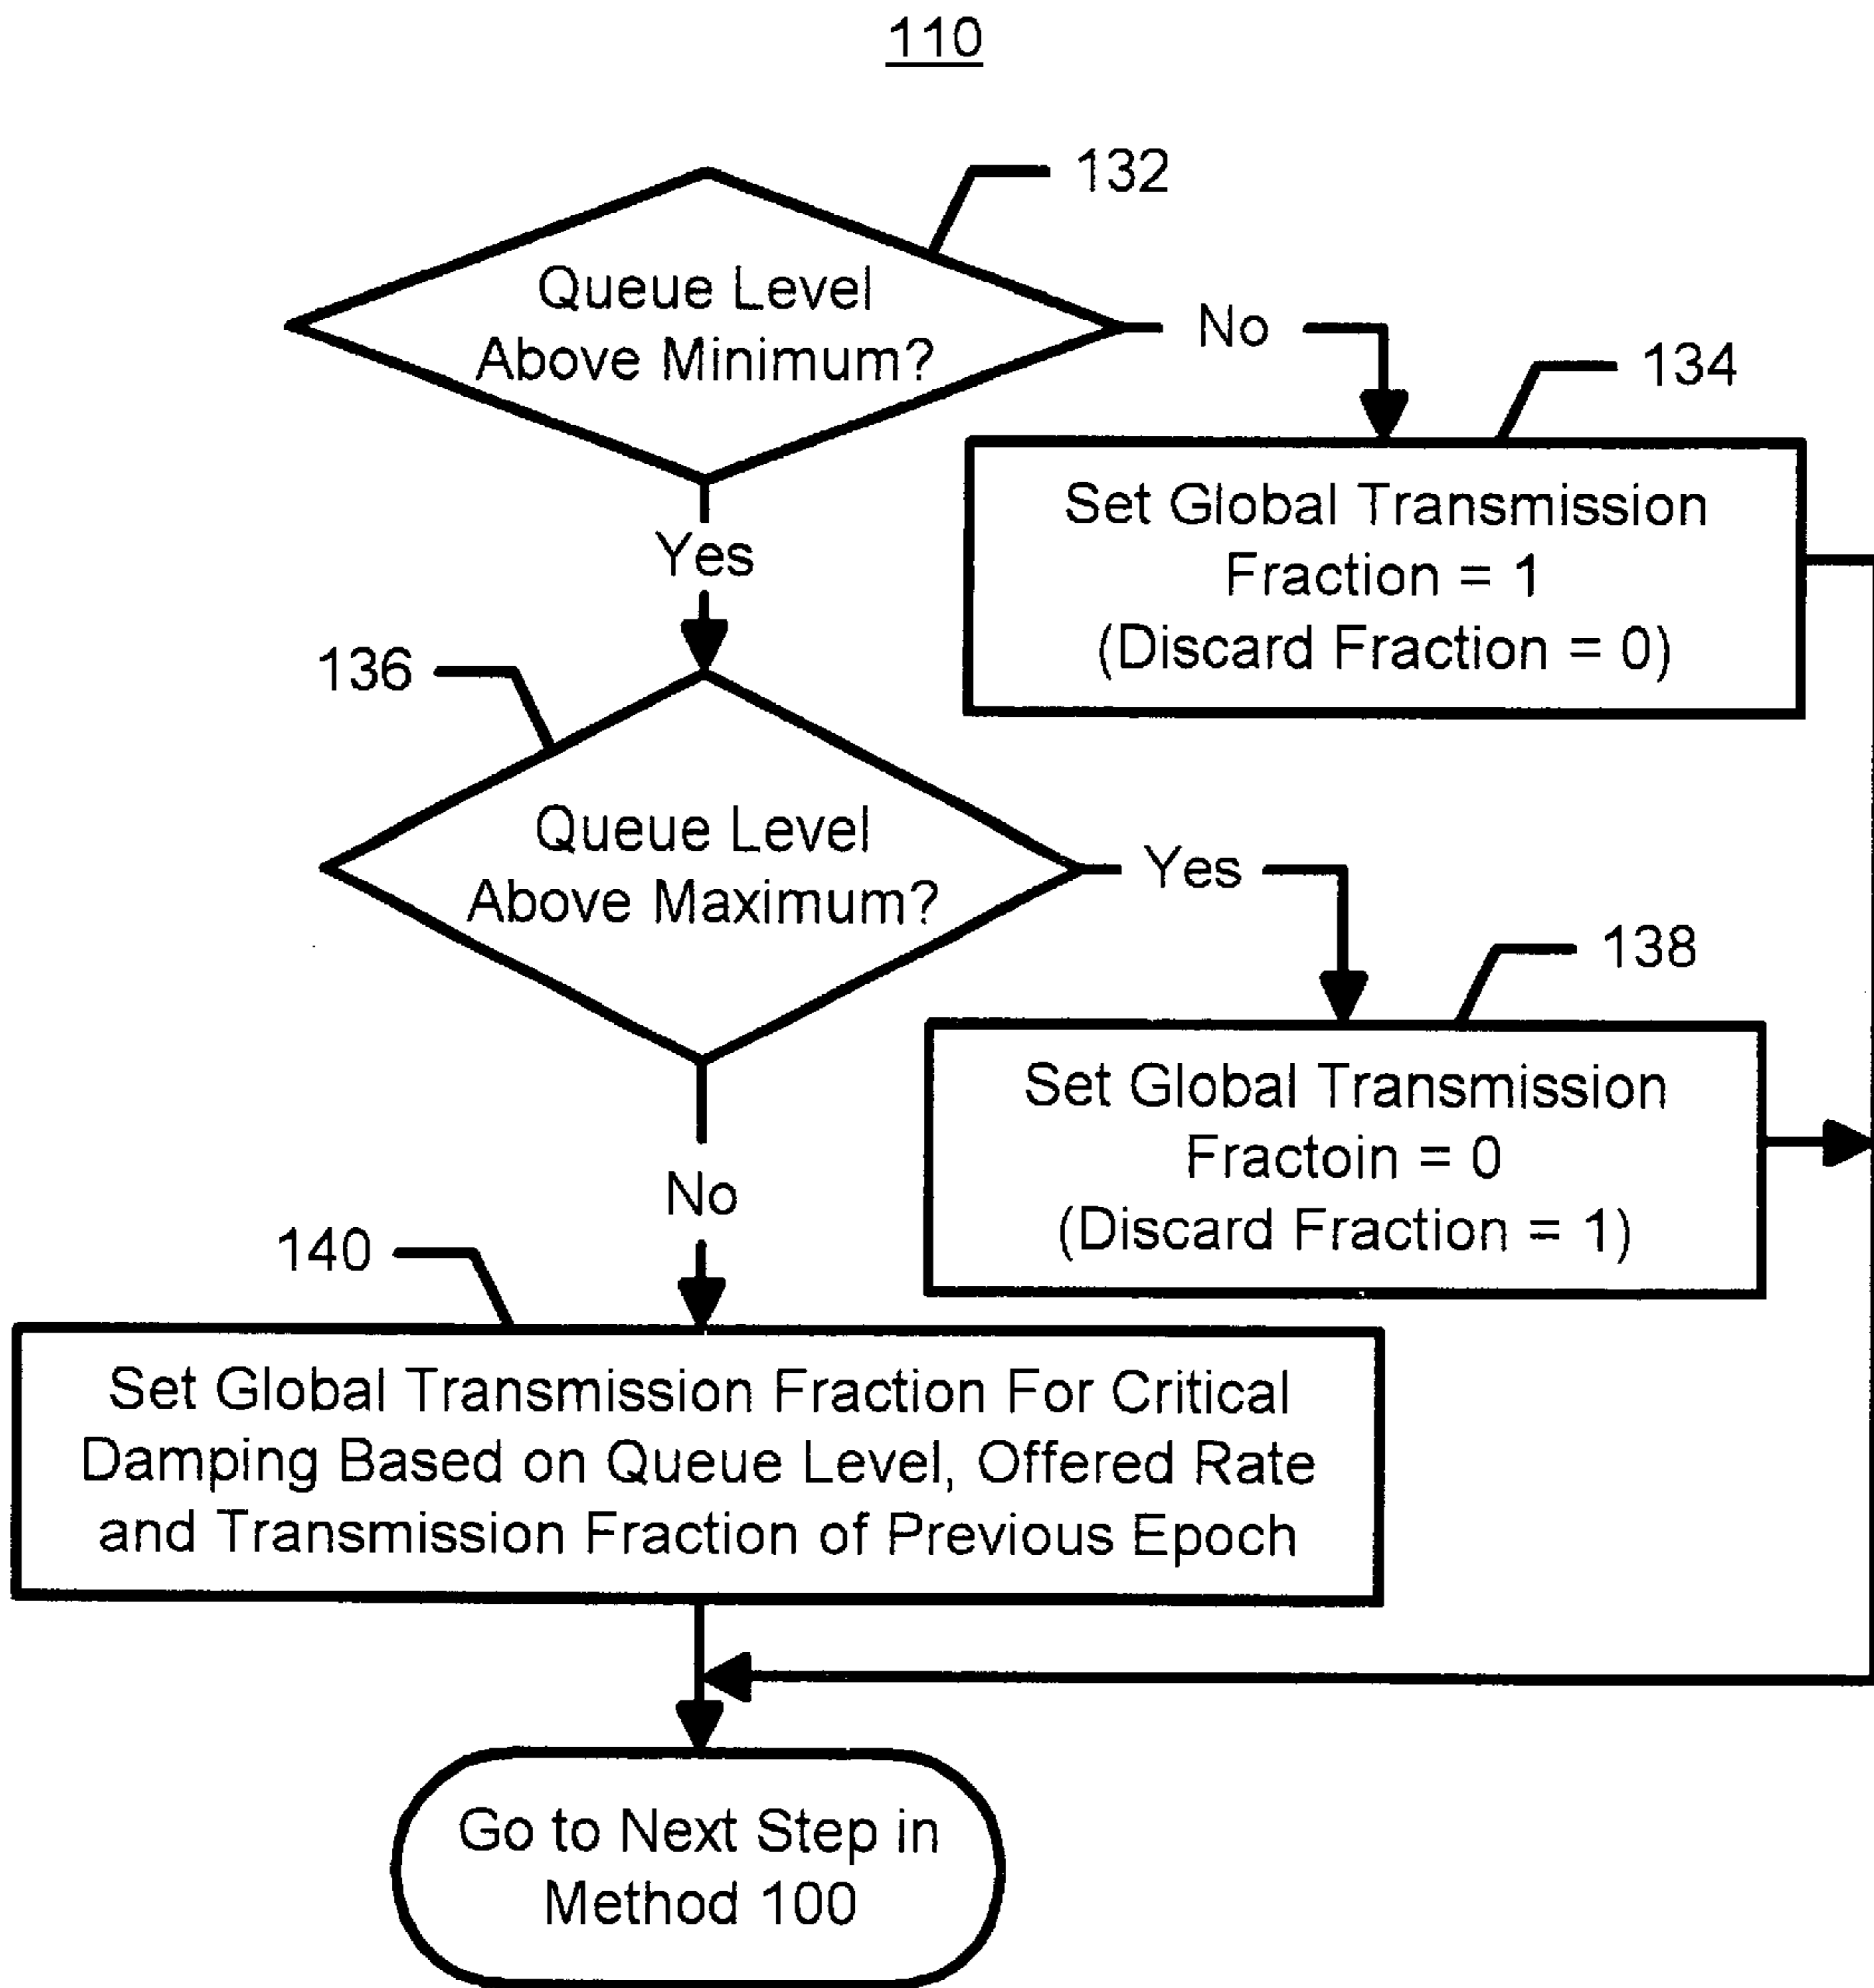 110
132
Queue Level
Above Minimum?
No
134
Set Global Transmission
Fraction = 1
(Discard Fraction = 0)
Yes
136
Queue Level
Above Maximum?
Yes
138
Set Global Transmission
Fractoin = 0
(Discard Fraction = 1)
No
140
Set Global Transmission Fraction For Critical
Damping Based on Queue Level, Offered Rate
and Transmission Fraction of Previous Epoch
Go to Next Step in
Method 100